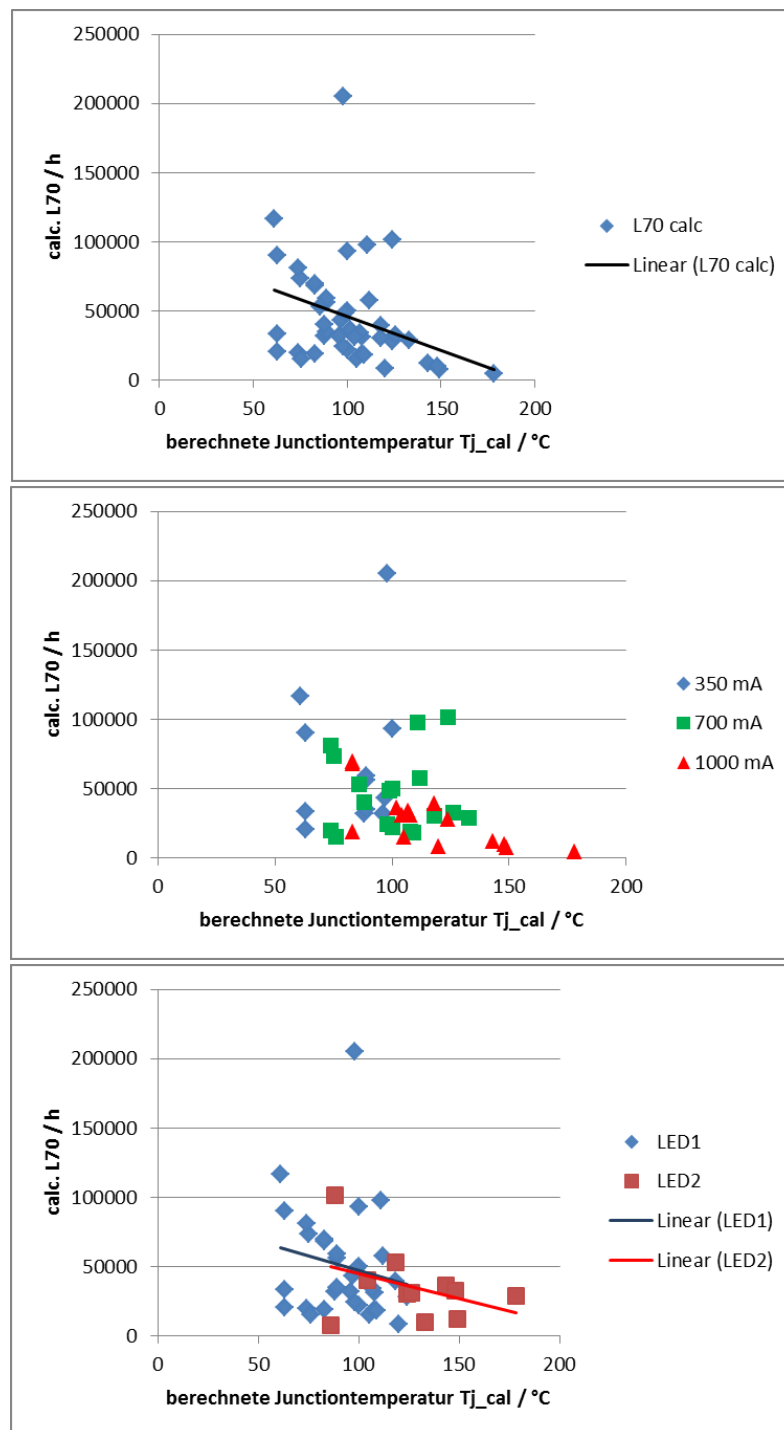 250000
200000
150000
100000
50000
0
calc. L70 / h
0 50 100 150 200
berechnete Junctiontemperatur Tj_cal / °C
L70 calc
Linear (L70 calc)
250000
200000
150000
100000
50000
0
calc. L70 / h
0 50 100 150 200
berechnete Junctiontemperatur Tj_cal / °C
350 mA
700 mA
1000 mA
250000
200000
150000
100000
50000
0
calc. L70 / h
0 50 100 150 200
berechnete Junctiontemperatur Tj_cal / °C
LED1
LED2
Linear (LED1)
Linear (LED2)